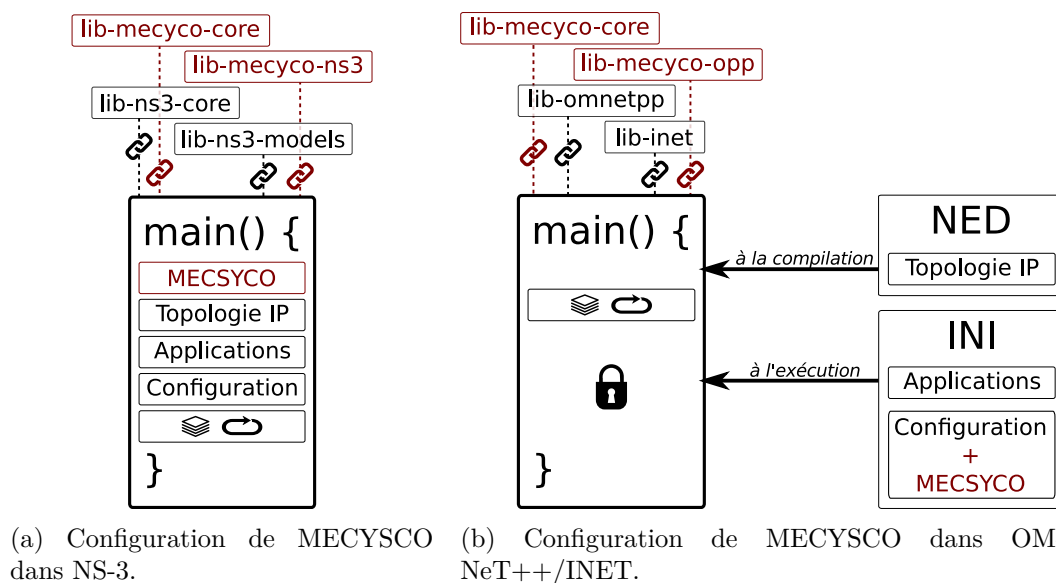 lib-mecyco-core
lib-mecyco-ns3
lib-ns3-core
lib-ns3-models
main() {
MECSYCO
Topologie IP
Applications
Configuration
}
(a) Configuration de MECYSCO
dans NS-3.
lib-mecyco-core
lib-mecyco-opp
lib-omnetpp
lib-inet
main() {
}
à la compilation
à l'exécution
NED
Topologie IP
INI
Applications
Configuration
+
MECSYCO
(b) Configuration de MECYSCO dans OM
NeT++/INET.